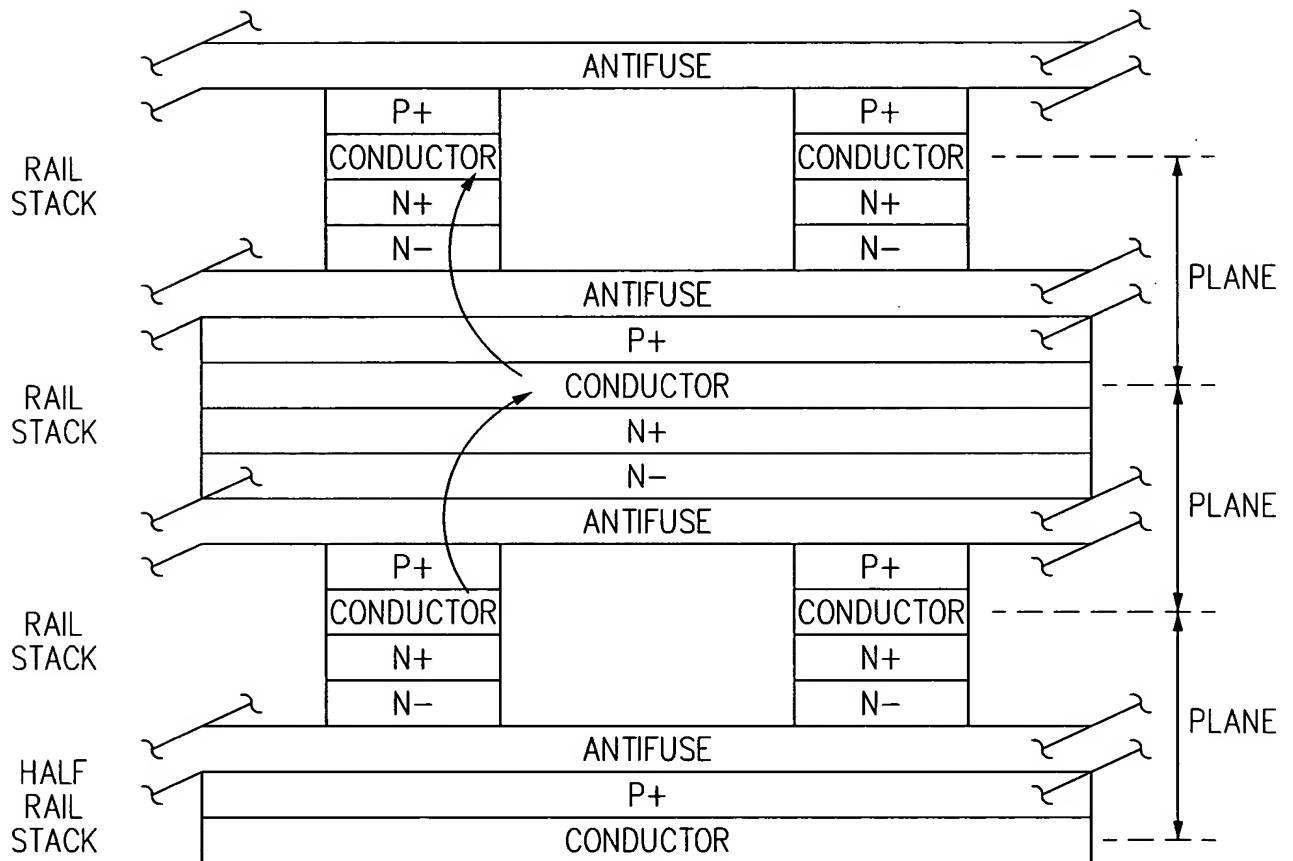 ANTIFUSE
P+ P+
RAIL STACK
CONDUCTOR CONDUCTOR
N+ N+
N− N−
PLANE
ANTIFUSE
P+
RAIL STACK
CONDUCTOR
N+
N−
PLANE
ANTIFUSE
P+ P+
CONDUCTOR CONDUCTOR
RAIL STACK
N+ N+
N− N−
PLANE
ANTIFUSE
HALF RAIL STACK
P+
CONDUCTOR